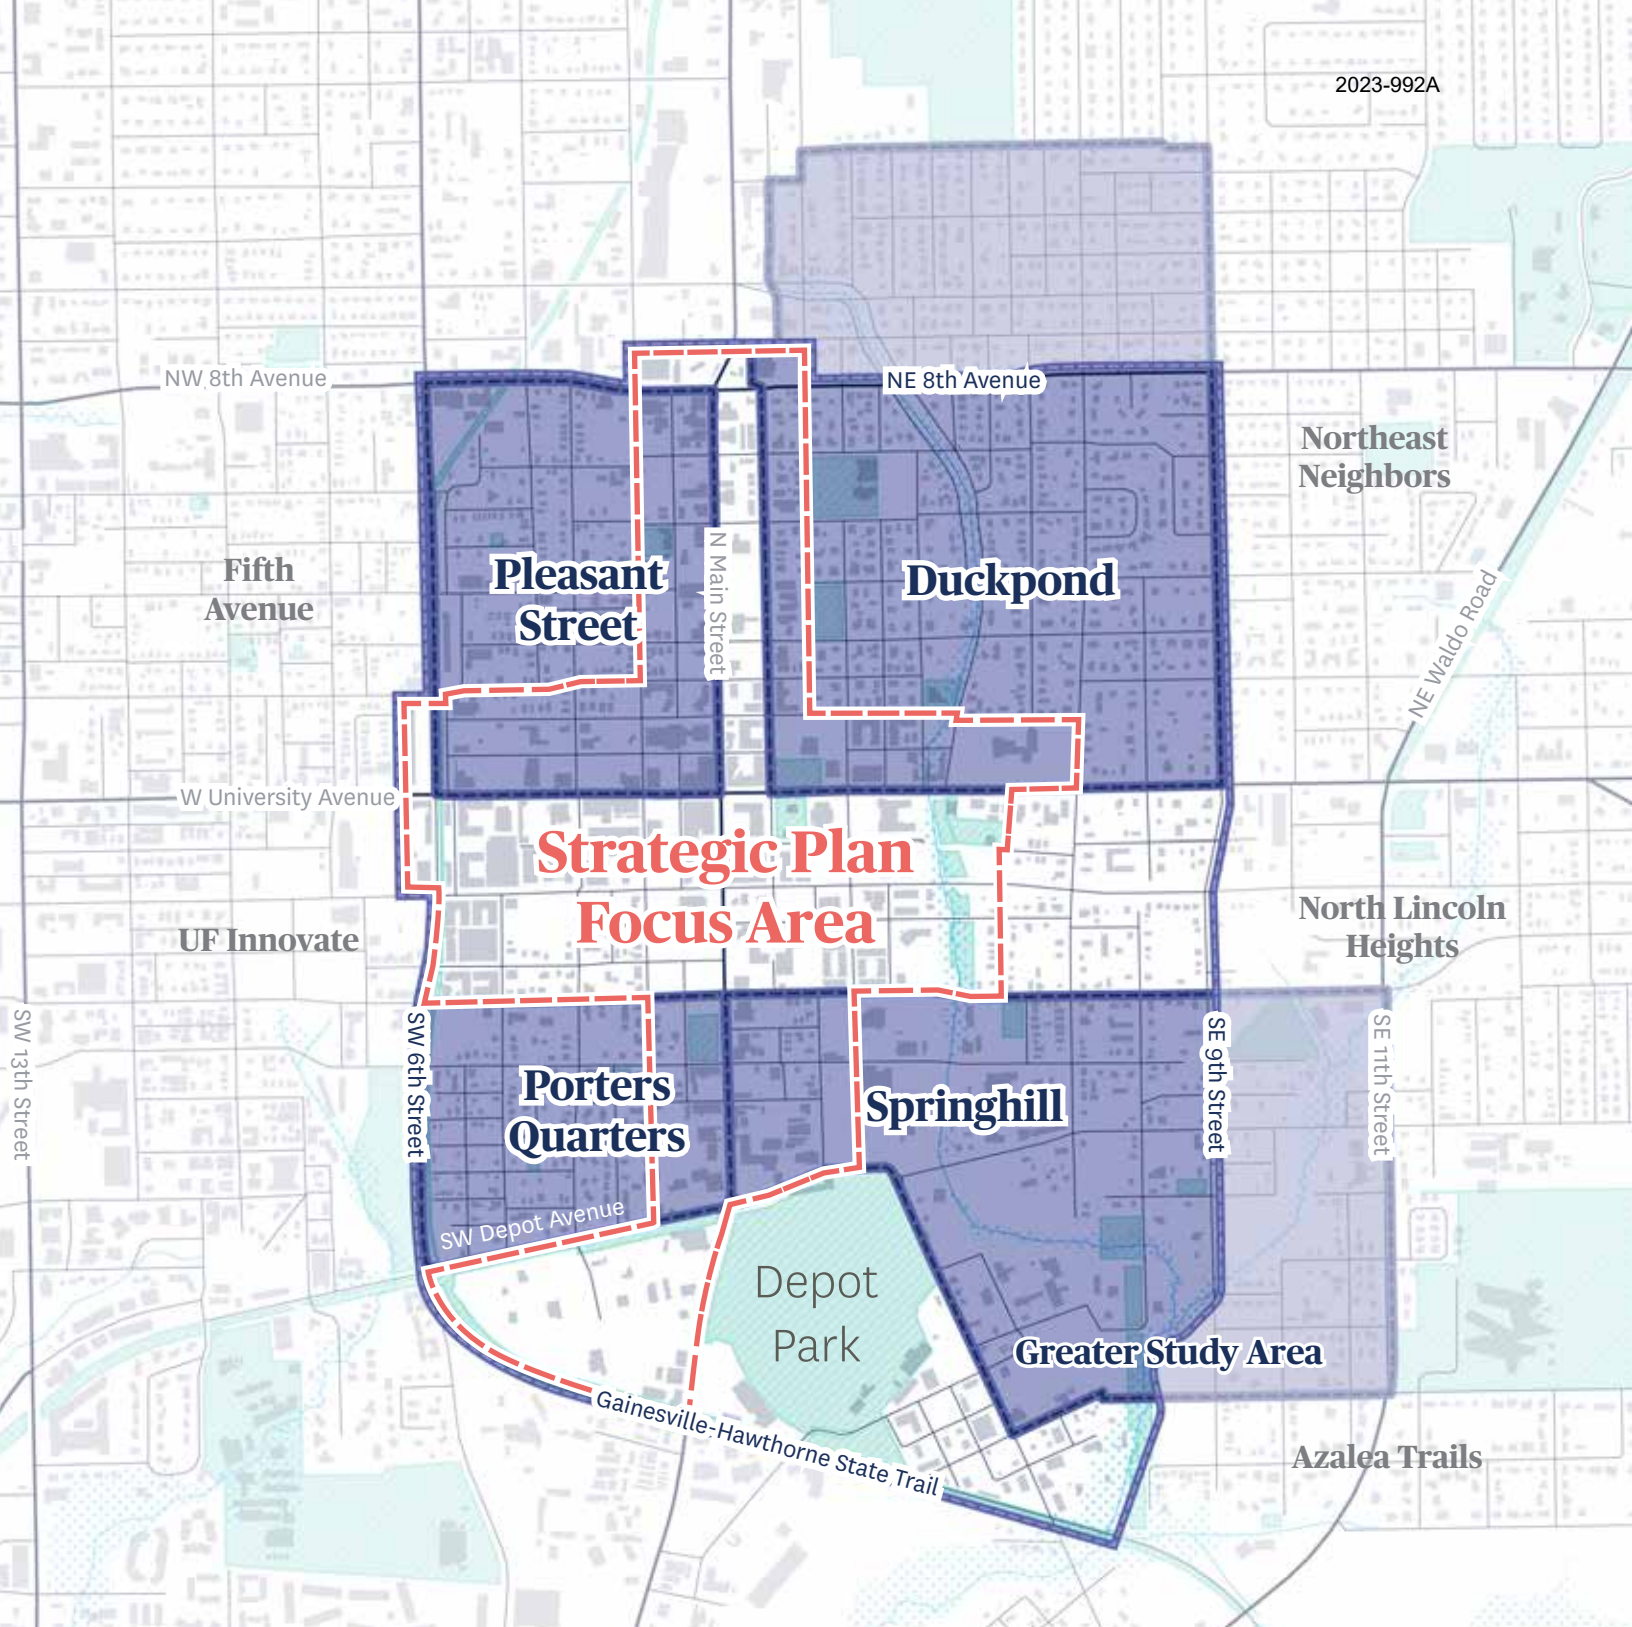 2023-992A
NW 8th Avenue
NE 8th Avenue
Northeast
Neighbors
Fifth
Avenue
Pleasant
Street
N Main Street
Duckpond
NE Waldo Road
W University Avenue
Strategic Plan
Focus Area
UF Innovate
North Lincoln
Heights
SW 13th Street
SW 6th Street
Porters
Quarters
Springhill
SE 9th Street
SE 11th Street
SW Depot Avenue
Depot
Park
Greater Study Area
Gainesville-Hawthorne State Trail
Azalea Trails